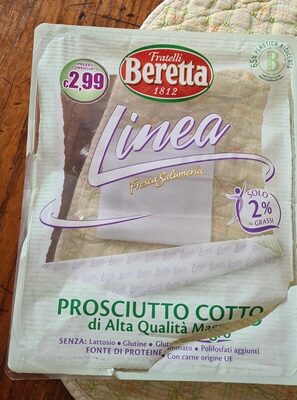 Fratelli
Beretta
1812
PREZZO
CONSIGLIATO
€2,99
Linea
Fresca Salumeria
SOLO
2%
DI GRASSI
PROSCIUTTO COTTO
di Alta Qualità
SENZA: Lattosio • Glutine • Polifosfati aggiunti
FONTE DI PROTEINE Con carne origine UE